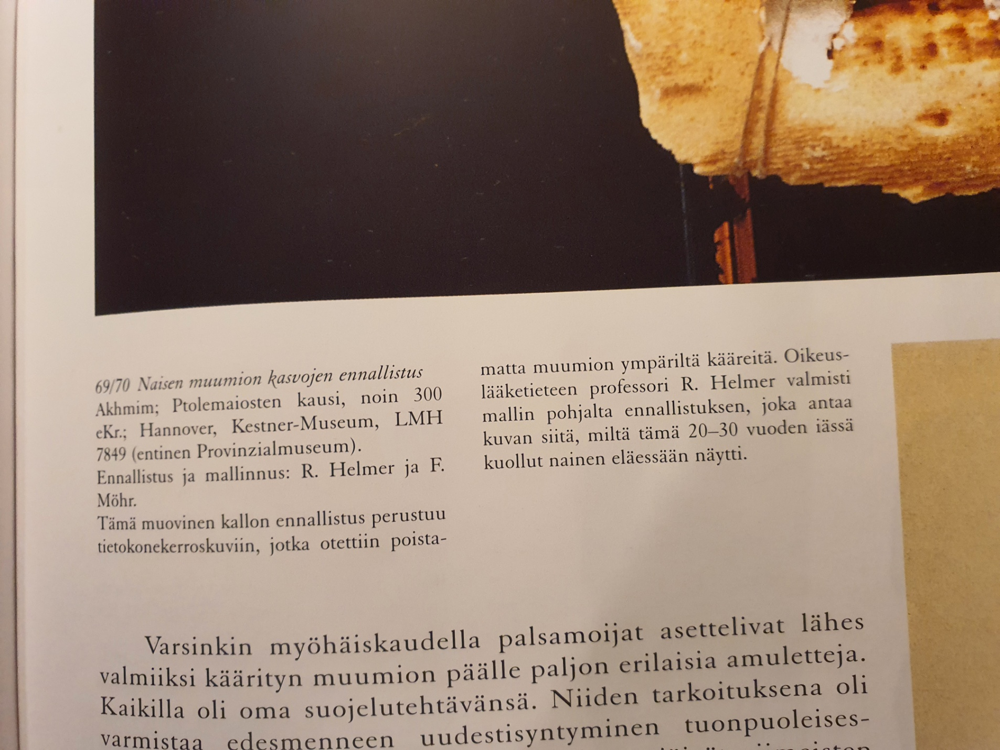 69/70 Naisen muumion kasvojen ennallistus
Akhmim; Ptolemaiosten kausi, noin 300
eKr.; Hannover, Kestner-Museum, LMH
7849 (entinen Provinzialmuseum).
Ennallistus ja mallinnus: R. Helmer ja F.
Möhr.
Tämä muovinen kallon ennallistus perustuu
tietokonekerroskuviin, jotka otettiin poista-
matta muumion ympäriltä kääreitä. Oikeus-
lääketieteen professori R. Helmer valmisti
mallin pohjalta ennallistuksen, joka antaa
kuvan siitä, miltä tämä 20–30 vuoden iässä
kuollut nainen eläessään näytti.
Varsinkin myöhäiskaudella palsamoijat asettelivat lähes
valmiiksi käärityn muumion päälle paljon erilaisia amuletteja.
Kaikilla oli oma suojelutehtävänsä. Niiden tarkoituksena oli
varmistaa edesmenneen uudestisyntyminen tuonpuoleises-